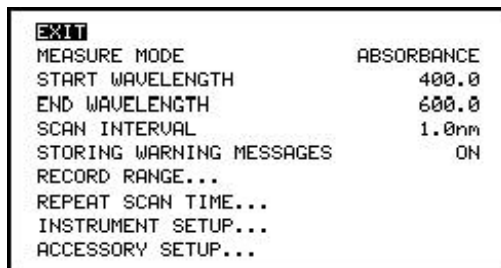 EXIT
MEASURE MODE ABSORBANCE
START WAVELENGTH 400.0
END WAVELENGTH 600.0
SCAN INTERVAL 1.0nm
STORING WARNING MESSAGES ON
RECORD RANGE...
REPEAT SCAN TIME...
INSTRUMENT SETUP...
ACCESSORY SETUP...